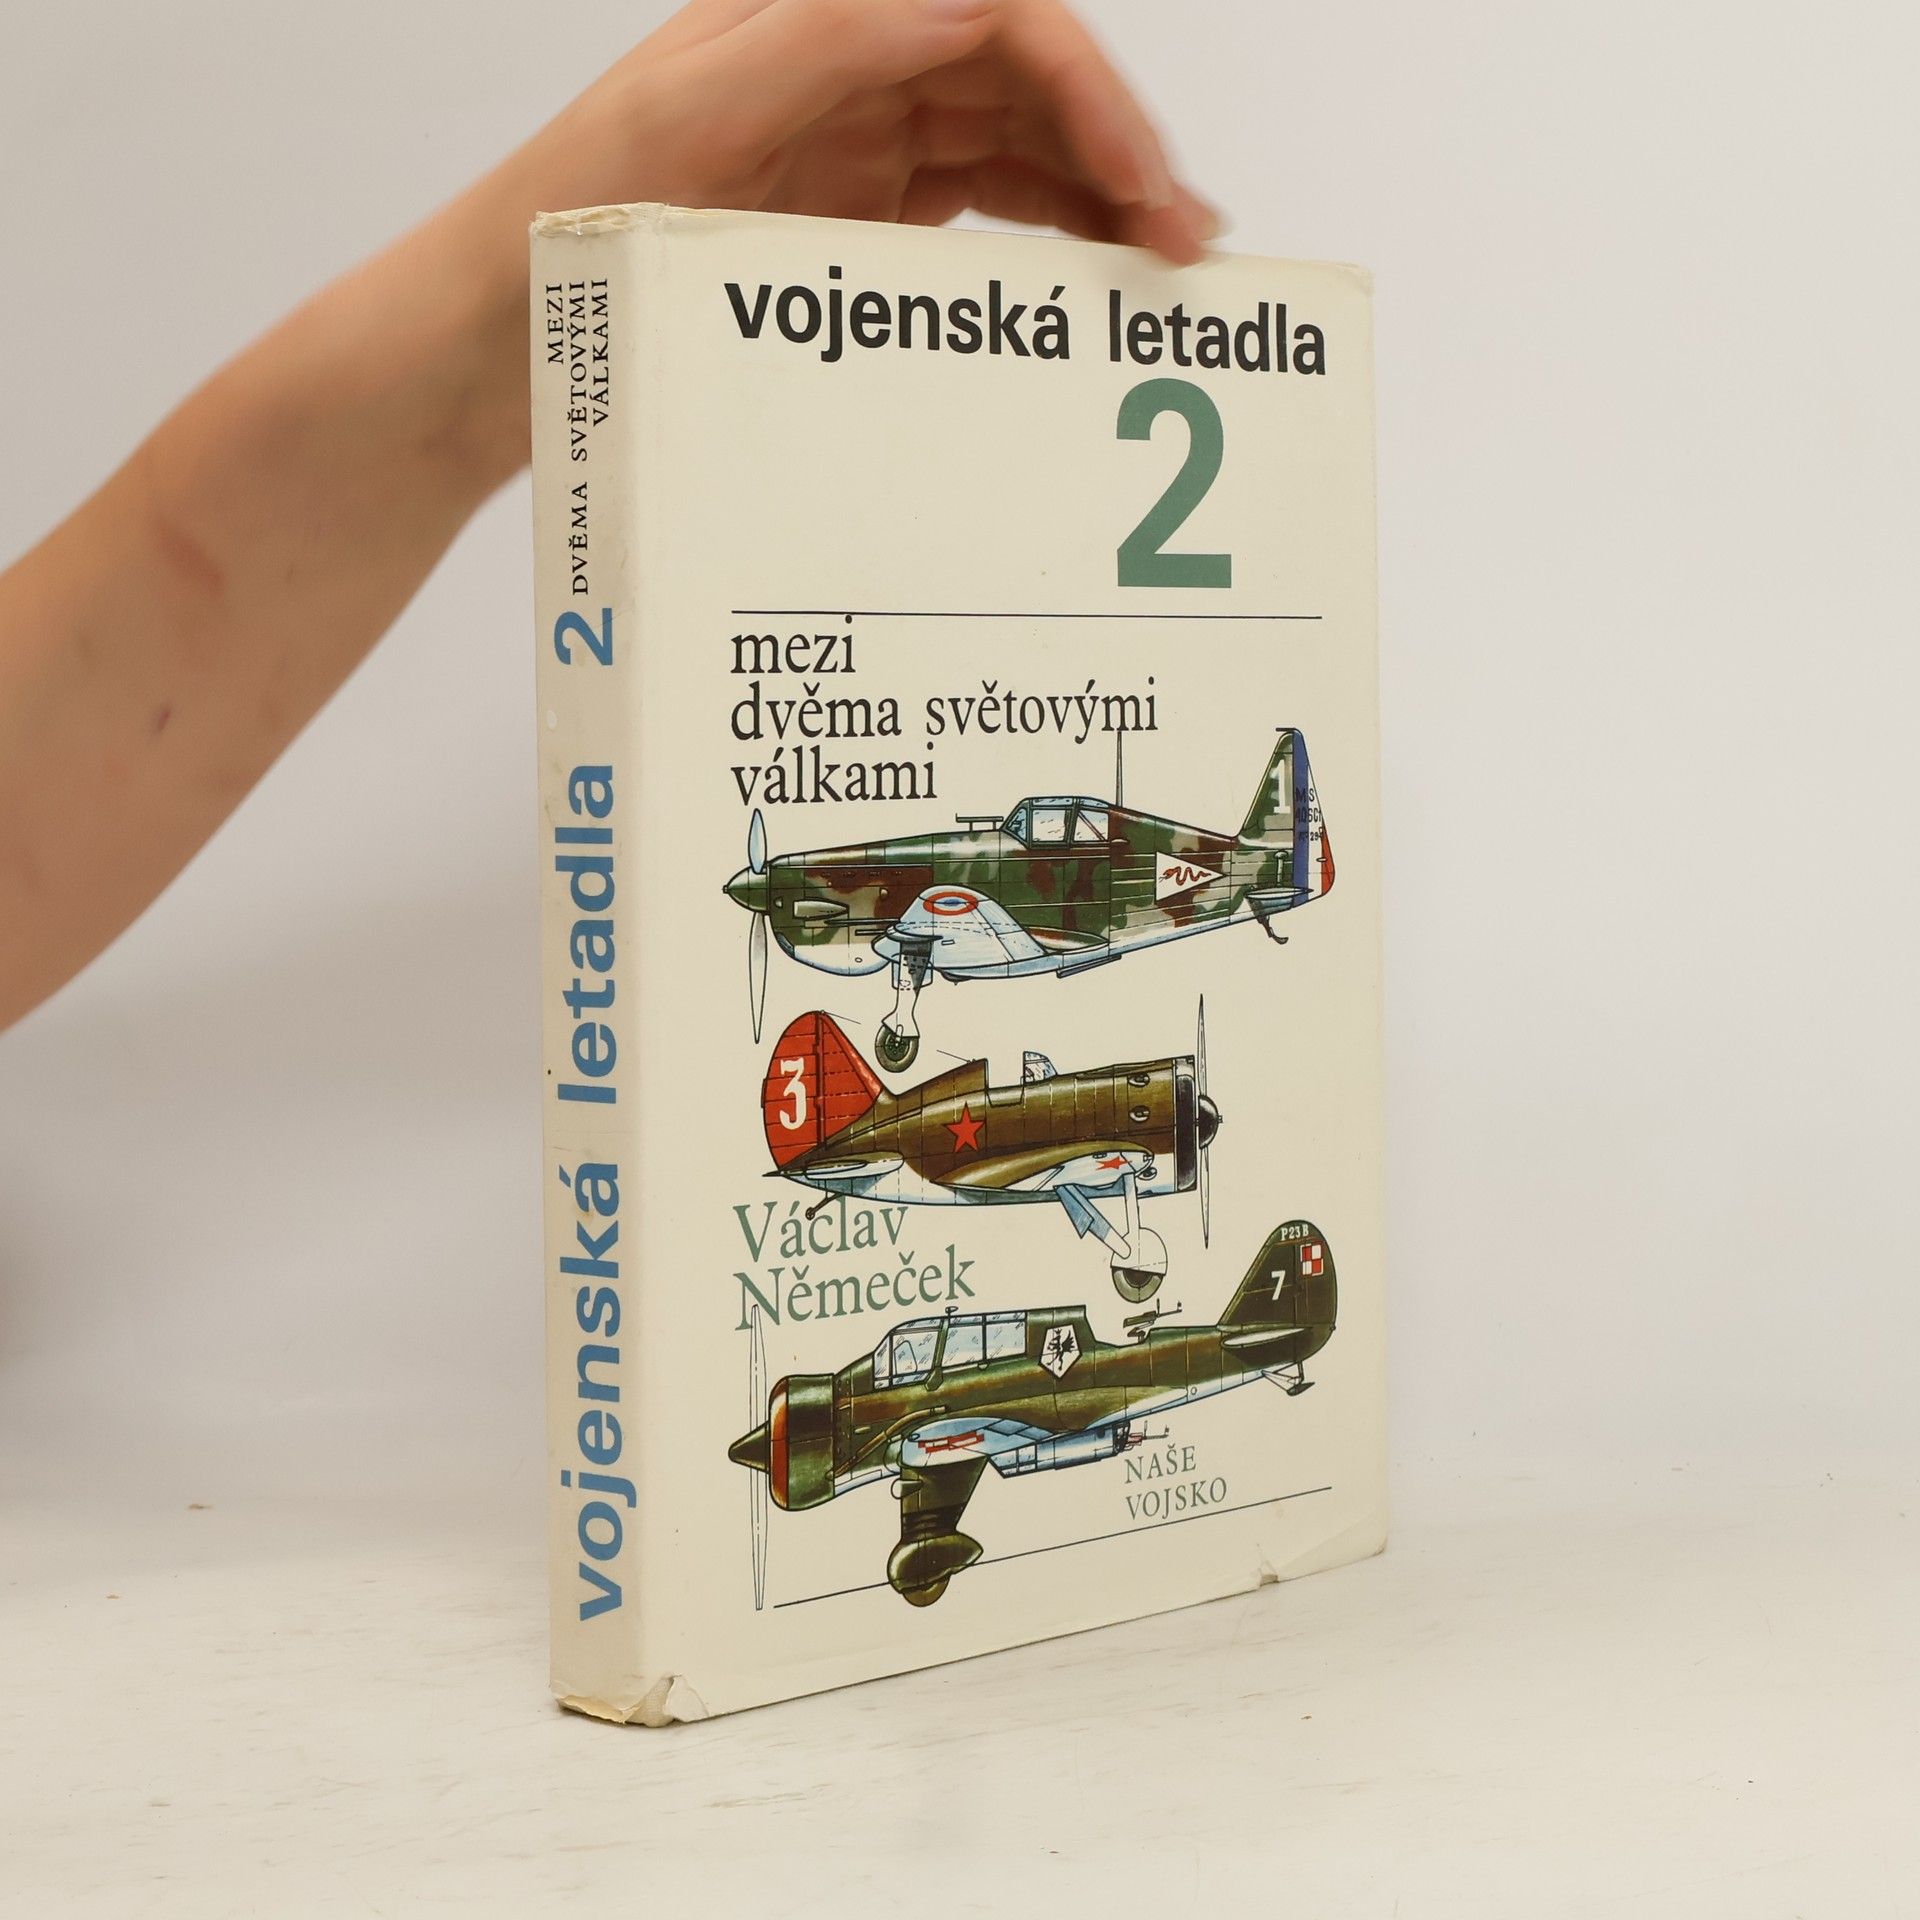 vojenská letadla
2
mezi
dvěma světovými
válkami
1
M-S
3
Václav
Němeček
P23B
7
NAŠE
VOJSKO
vojenská letadla 2
MEZI
DVĚMA SVĚTOVÝMI
VÁLKAMI